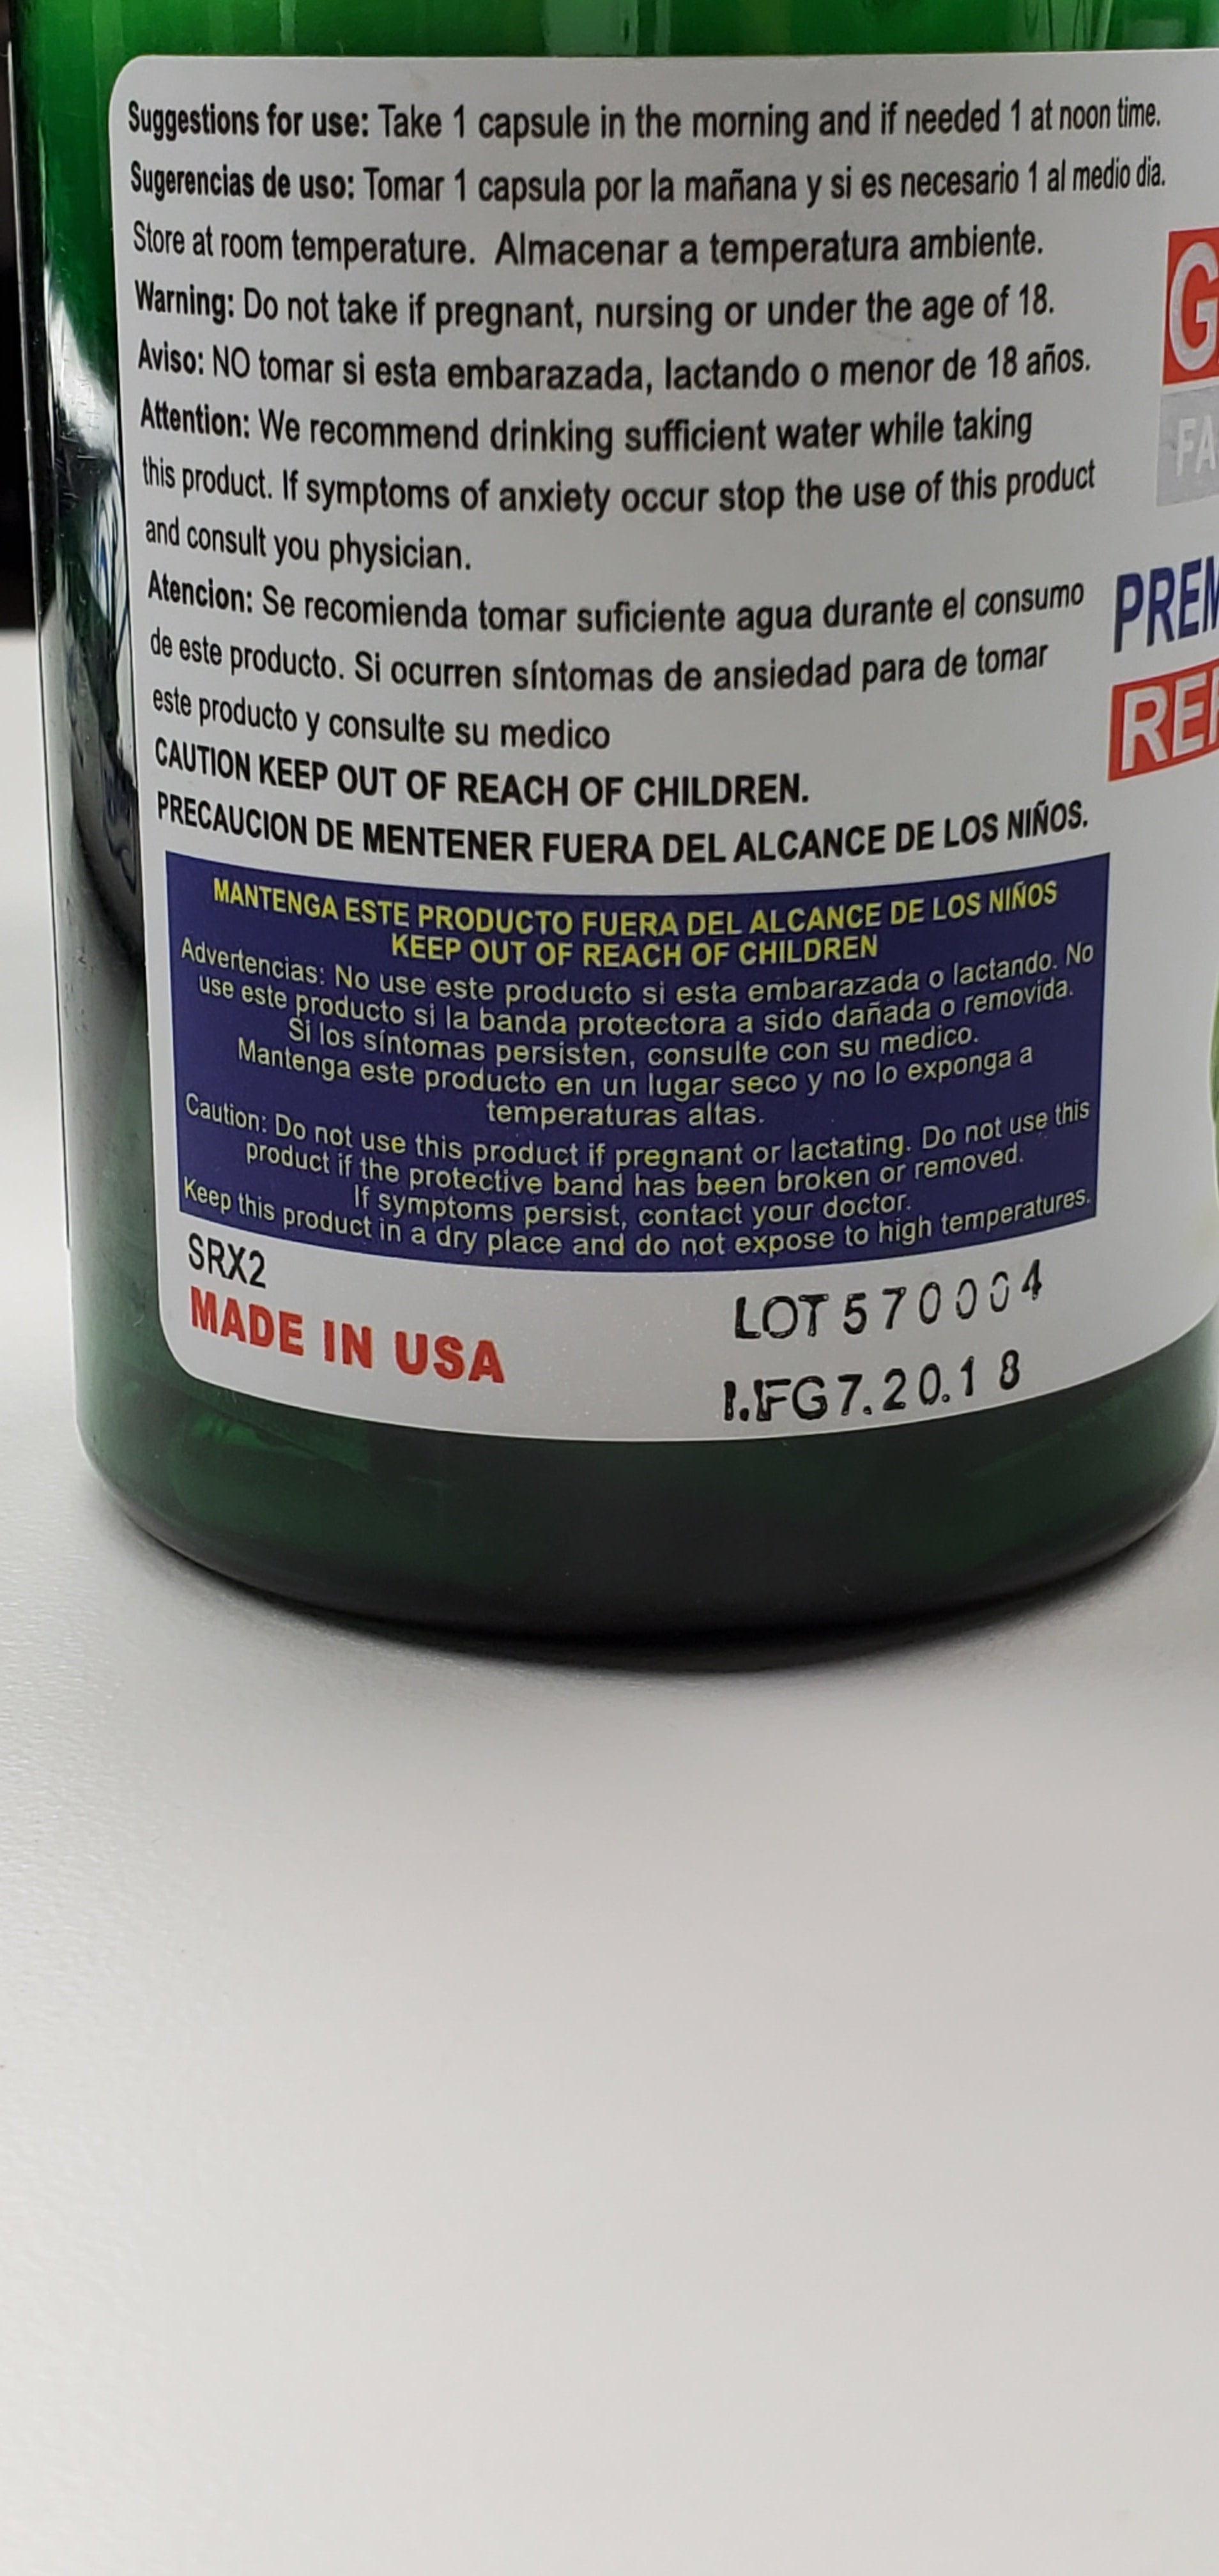 Suggestions for use: Take 1 capsule in the morning and if needed 1 at noon time.
Sugerencias de uso: Tomar 1 capsula por la mañana y si es necesario 1 al medio dia.
Store at room temperature. Almacenar a temperatura ambiente.
Warning: Do not take if pregnant, nursing or under the age of 18.
Aviso: NO tomar si esta embarazada, lactando o menor de 18 años.
Attention: We recommend drinking sufficient water while taking
this product. If symptoms of anxiety occur stop the use of this product
and consult you physician.
Atencion: Se recomienda tomar suficiente agua durante el consumo
de este producto. Si ocurren síntomas de ansiedad para de tomar
este producto y consulte su medico
CAUTION KEEP OUT OF REACH OF CHILDREN.
PRECAUCION DE MENTENER FUERA DEL ALCANCE DE LOS NIÑOS.
MANTENGA ESTE PRODUCTO FUERA DEL ALCANCE DE LOS NIÑOS
KEEP OUT OF REACH OF CHILDREN
Advertencias: No use este producto si esta embarazada o lactando. No
use este producto si la banda protectora a sido dañada o removida.
Si los síntomas persisten, consulte con su medico.
Mantenga este producto en un lugar seco y no lo exponga a
temperaturas altas.
Caution: Do not use this product if pregnant or lactating. Do not use this
product if the protective band has been broken or removed.
If symptoms persist, contact your doctor.
Keep this product in a dry place and do not expose to high temperatures.
SRX2
MADE IN USA
LOT 570004
MFG 7.20.18